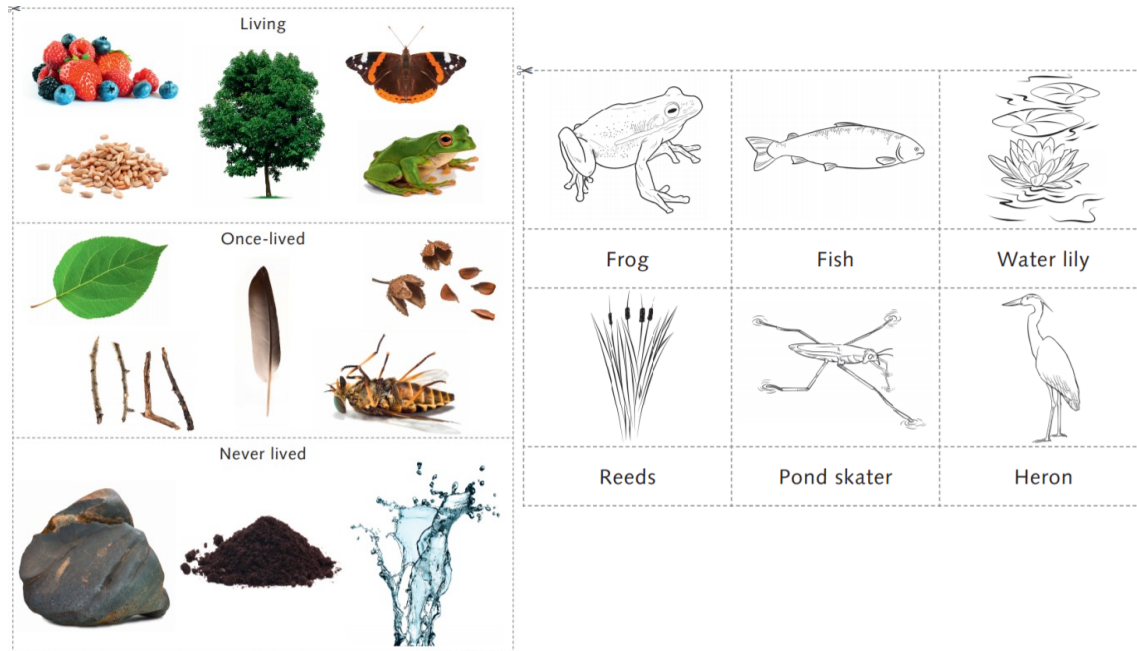 Living
Once-lived
Never lived
Frog
Fish
Water lily
Reeds
Pond skater
Heron